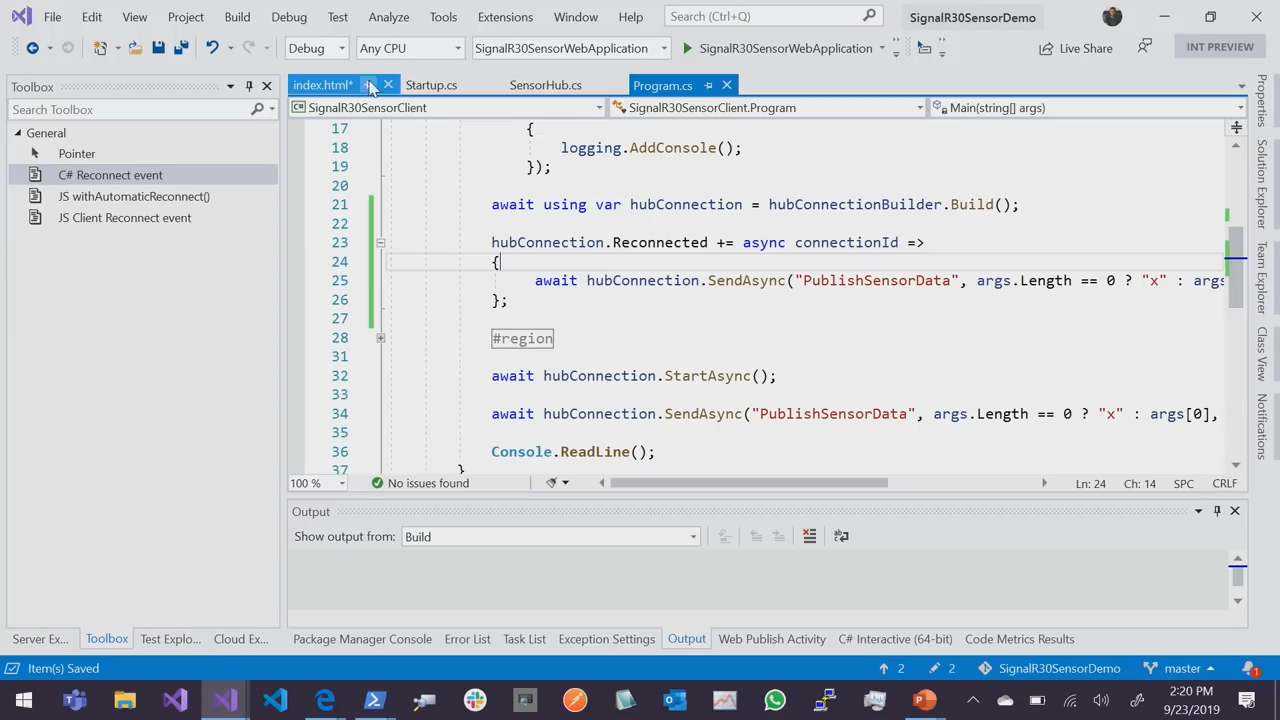 File Edit View Project Build Debug Test Analyze Tools Extensions Window Help Search (Ctrl+Q) SignalR30SensorDemo
Debug Any CPU SignalR30SensorWebApplication SignalR30SensorWebApplication Live Share INT PREVIEW
Toolbox
Search Toolbox
General
Pointer
C# Reconnect event
JS withAutomaticReconnect()
JS Client Reconnect event
index.html* Startup.cs SensorHub.cs Program.cs
SignalR30SensorClient SignalR30SensorClient.Program Main(string[] args)
17 {
18 logging.AddConsole();
19 });
20
21 await using var hubConnection = hubConnectionBuilder.Build();
22
23 hubConnection.Reconnected += async connectionId =>
24 {
25 await hubConnection.SendAsync("PublishSensorData", args.Length == 0 ? "x" : args
26 };
27
28 #region
31
32 await hubConnection.StartAsync();
33
34 await hubConnection.SendAsync("PublishSensorData", args.Length == 0 ? "x" : args[0],
35
36 Console.ReadLine();
37 }
100 % No issues found Ln: 24 Ch: 14 SPC CRLF
Properties
Solution Explorer
Team Explorer
Class View
Notifications
Output
Show output from: Build
Server Ex... Toolbox Test Explo... Cloud Ex... Package Manager Console Error List Task List Exception Settings Output Web Publish Activity C# Interactive (64-bit) Code Metrics Results
Item(s) Saved 2 2 SignalR30SensorDemo master 1
2:20 PM
9/23/2019